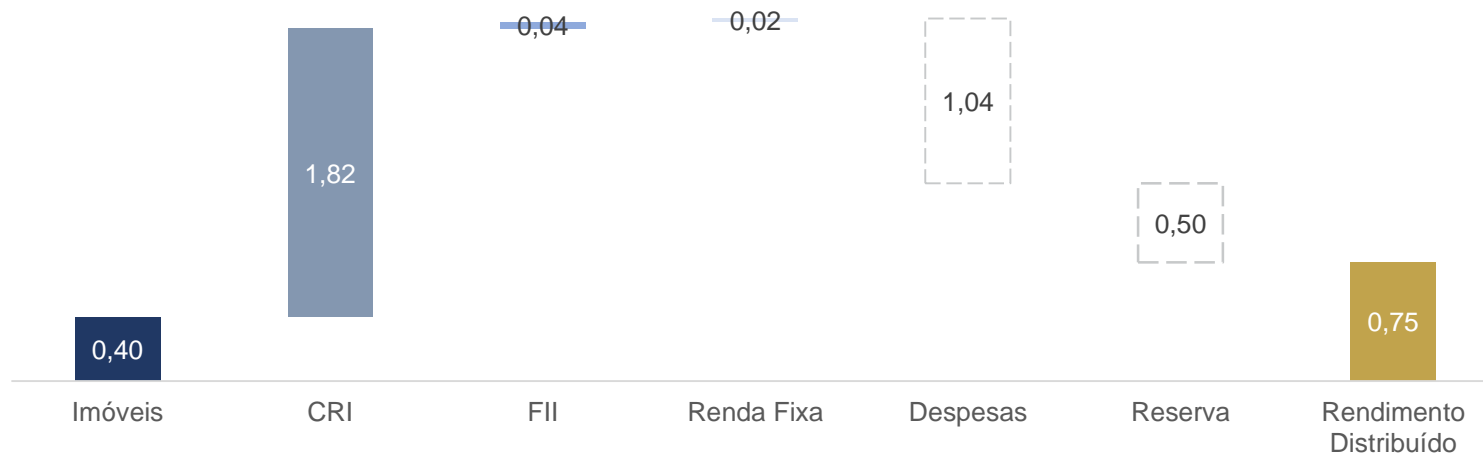 0,04
0,02
1,04
1,82
0,50
0,40
0,75
Imóveis
CRI
FII
Renda Fixa
Despesas
Reserva
Rendimento
Distribuído